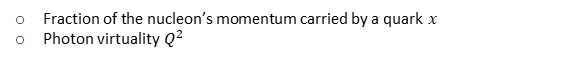 o Fraction of the nucleon’s momentum carried by a quark x
o Photon virtuality Q²